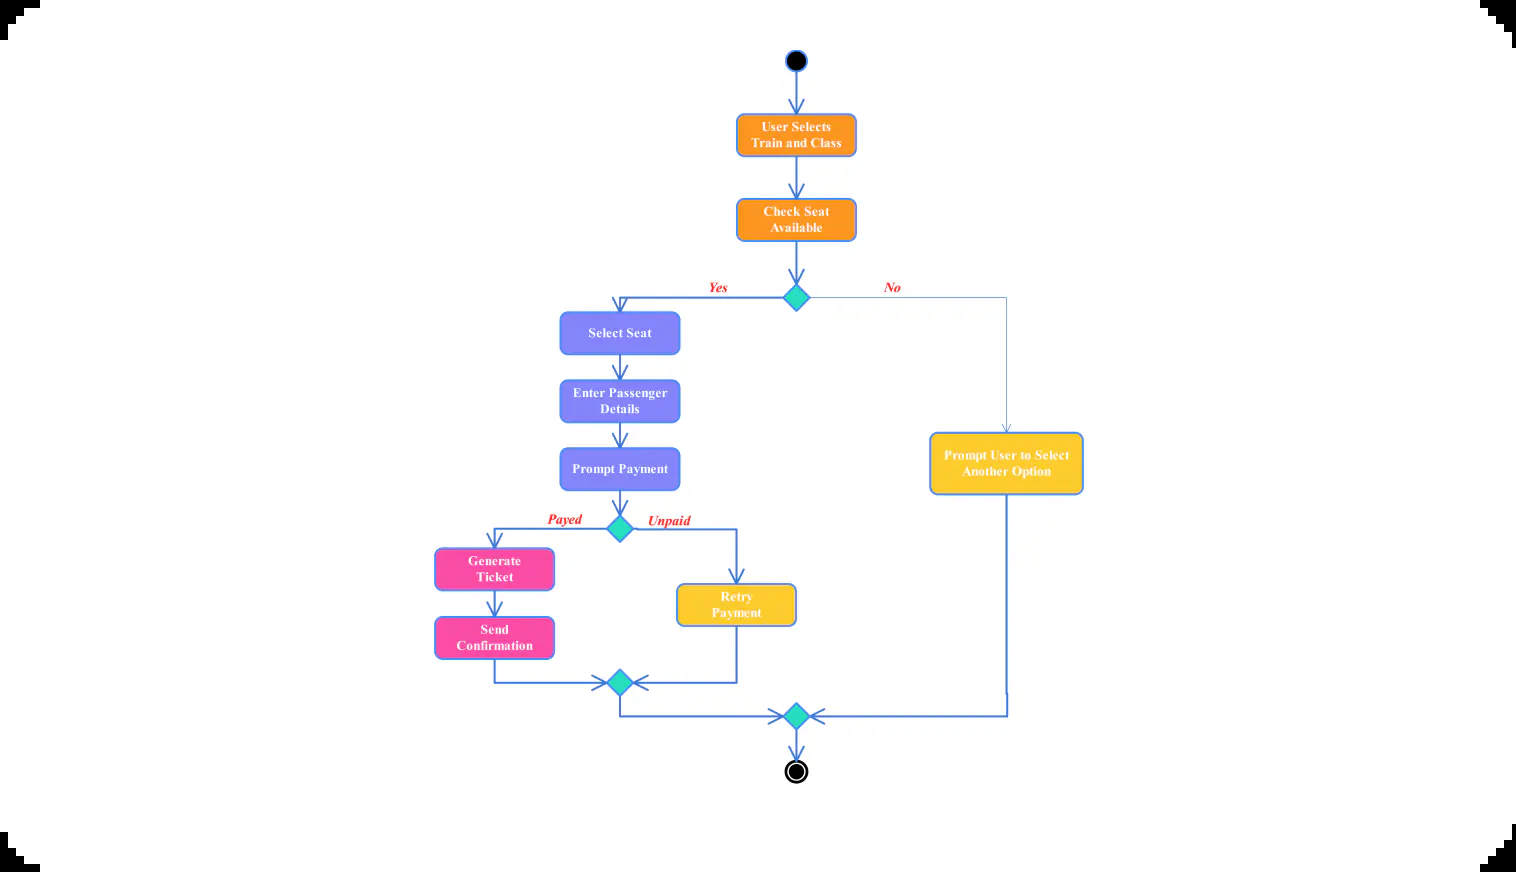 User Selects
Train and Class
Check Seat
Available
Yes
No
Select Seat
Enter Passenger
Details
Prompt User to Select
Another Option
Prompt Payment
Payed
Unpaid
Generate
Ticket
Retry
Payment
Send
Confirmation